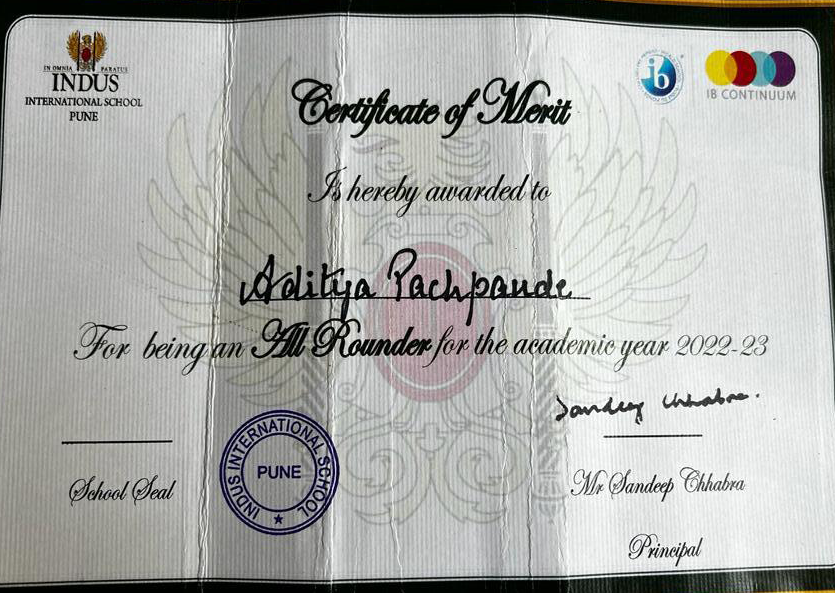 IN OMNIA PARATUS
INDUS
INTERNATIONAL SCHOOL
PUNE
ib
IB CONTINUUM
Certificate of Merit
Is hereby awarded to
Aditya Pachpande
For being an All Rounder for the academic year 2022-23
Sandeep Chhabra.
INDUS INTERNATIONAL SCHOOL
PUNE
School Seal
Mr Sandeep Chhabra
Principal